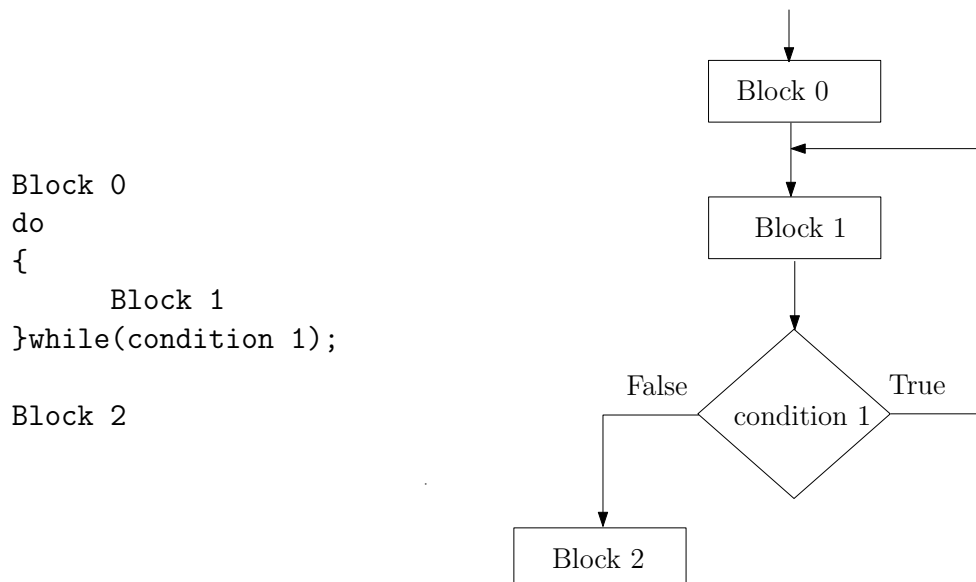 Block 0
do
{
Block 1
}while(condition 1);
Block 2
Block 0
Block 1
False
True
condition 1
Block 2